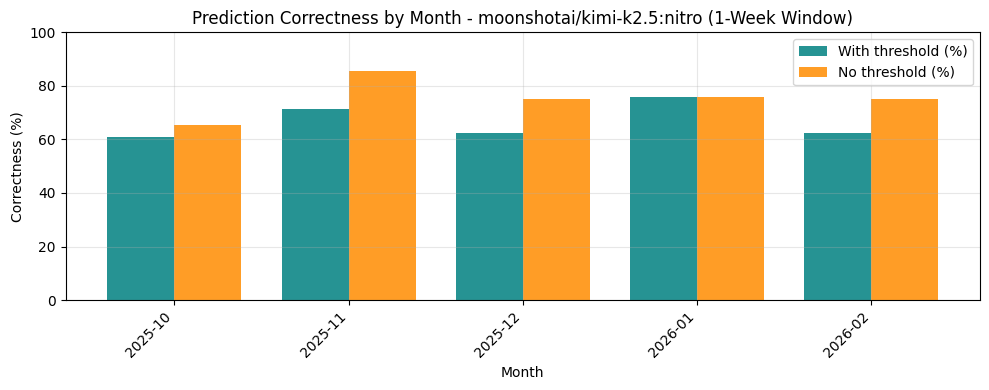 Prediction Correctness by Month - moonshotai/kimi-k2.5:nitro (1-Week Window)
With threshold (%)
No threshold (%)
Correctness (%)
100
80
60
40
20
0
2025-10
2025-11
2025-12
2026-01
2026-02
Month